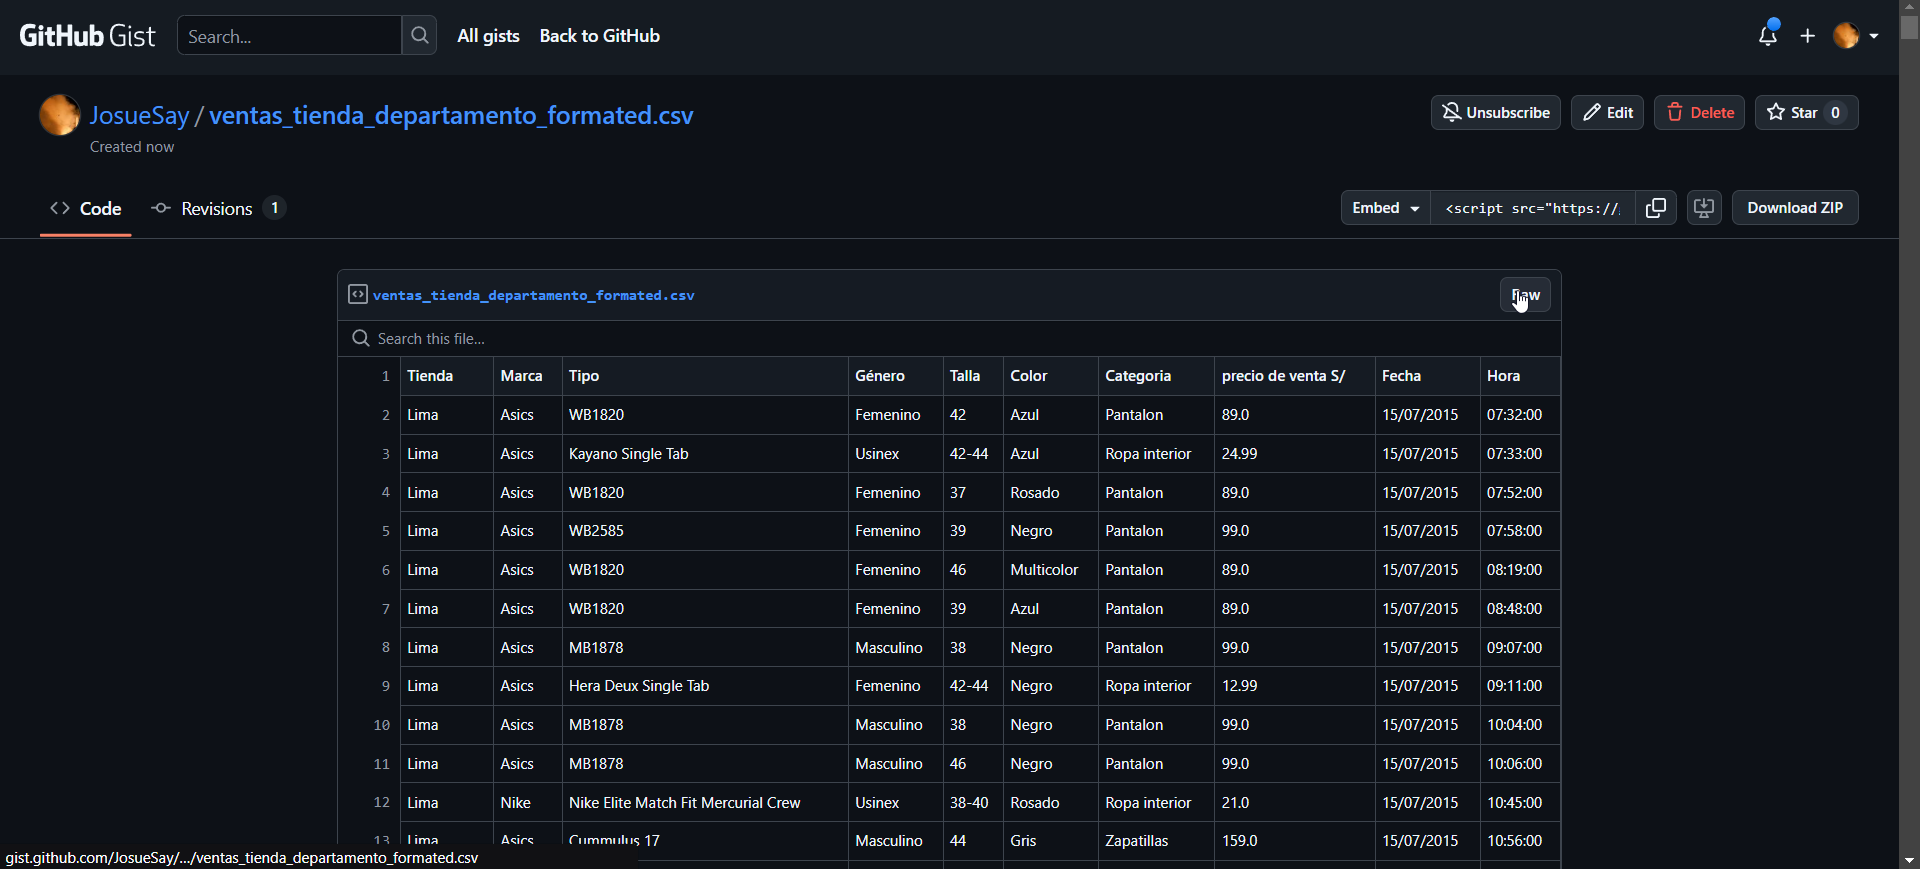 GitHub Gist Search... All gists Back to GitHub
JosueSay / ventas_tienda_departamento_formated.csv Unsubscribe Edit Delete Star 0
Created now
<> Code Revisions 1 Embed <script src="https://. Download ZIP
ventas_tienda_departamento_formated.csv
Search this file...
1 Tienda Marca Tipo Género Talla Color Categoria precio de venta S/ Fecha Hora
2 Lima Asics WB1820 Femenino 42 Azul Pantalon 89.0 15/07/2015 07:32:00
3 Lima Asics Kayano Single Tab Usinex 42-44 Azul Ropa interior 24.99 15/07/2015 07:33:00
4 Lima Asics WB1820 Femenino 37 Rosado Pantalon 89.0 15/07/2015 07:52:00
5 Lima Asics WB2585 Femenino 39 Negro Pantalon 99.0 15/07/2015 07:58:00
6 Lima Asics WB1820 Femenino 46 Multicolor Pantalon 89.0 15/07/2015 08:19:00
7 Lima Asics WB1820 Femenino 39 Azul Pantalon 89.0 15/07/2015 08:48:00
8 Lima Asics MB1878 Masculino 38 Negro Pantalon 99.0 15/07/2015 09:07:00
9 Lima Asics Hera Deux Single Tab Femenino 42-44 Negro Ropa interior 12.99 15/07/2015 09:11:00
10 Lima Asics MB1878 Masculino 38 Negro Pantalon 99.0 15/07/2015 10:04:00
11 Lima Asics MB1878 Masculino 46 Negro Pantalon 99.0 15/07/2015 10:06:00
12 Lima Nike Nike Elite Match Fit Mercurial Crew Usinex 38-40 Rosado Ropa interior 21.0 15/07/2015 10:45:00
13 Lima Asics Cummulus 17 Masculino 44 Gris Zapatillas 159.0 15/07/2015 10:56:00
gist.github.com/JosueSay/.../ventas_tienda_departamento_formated.csv